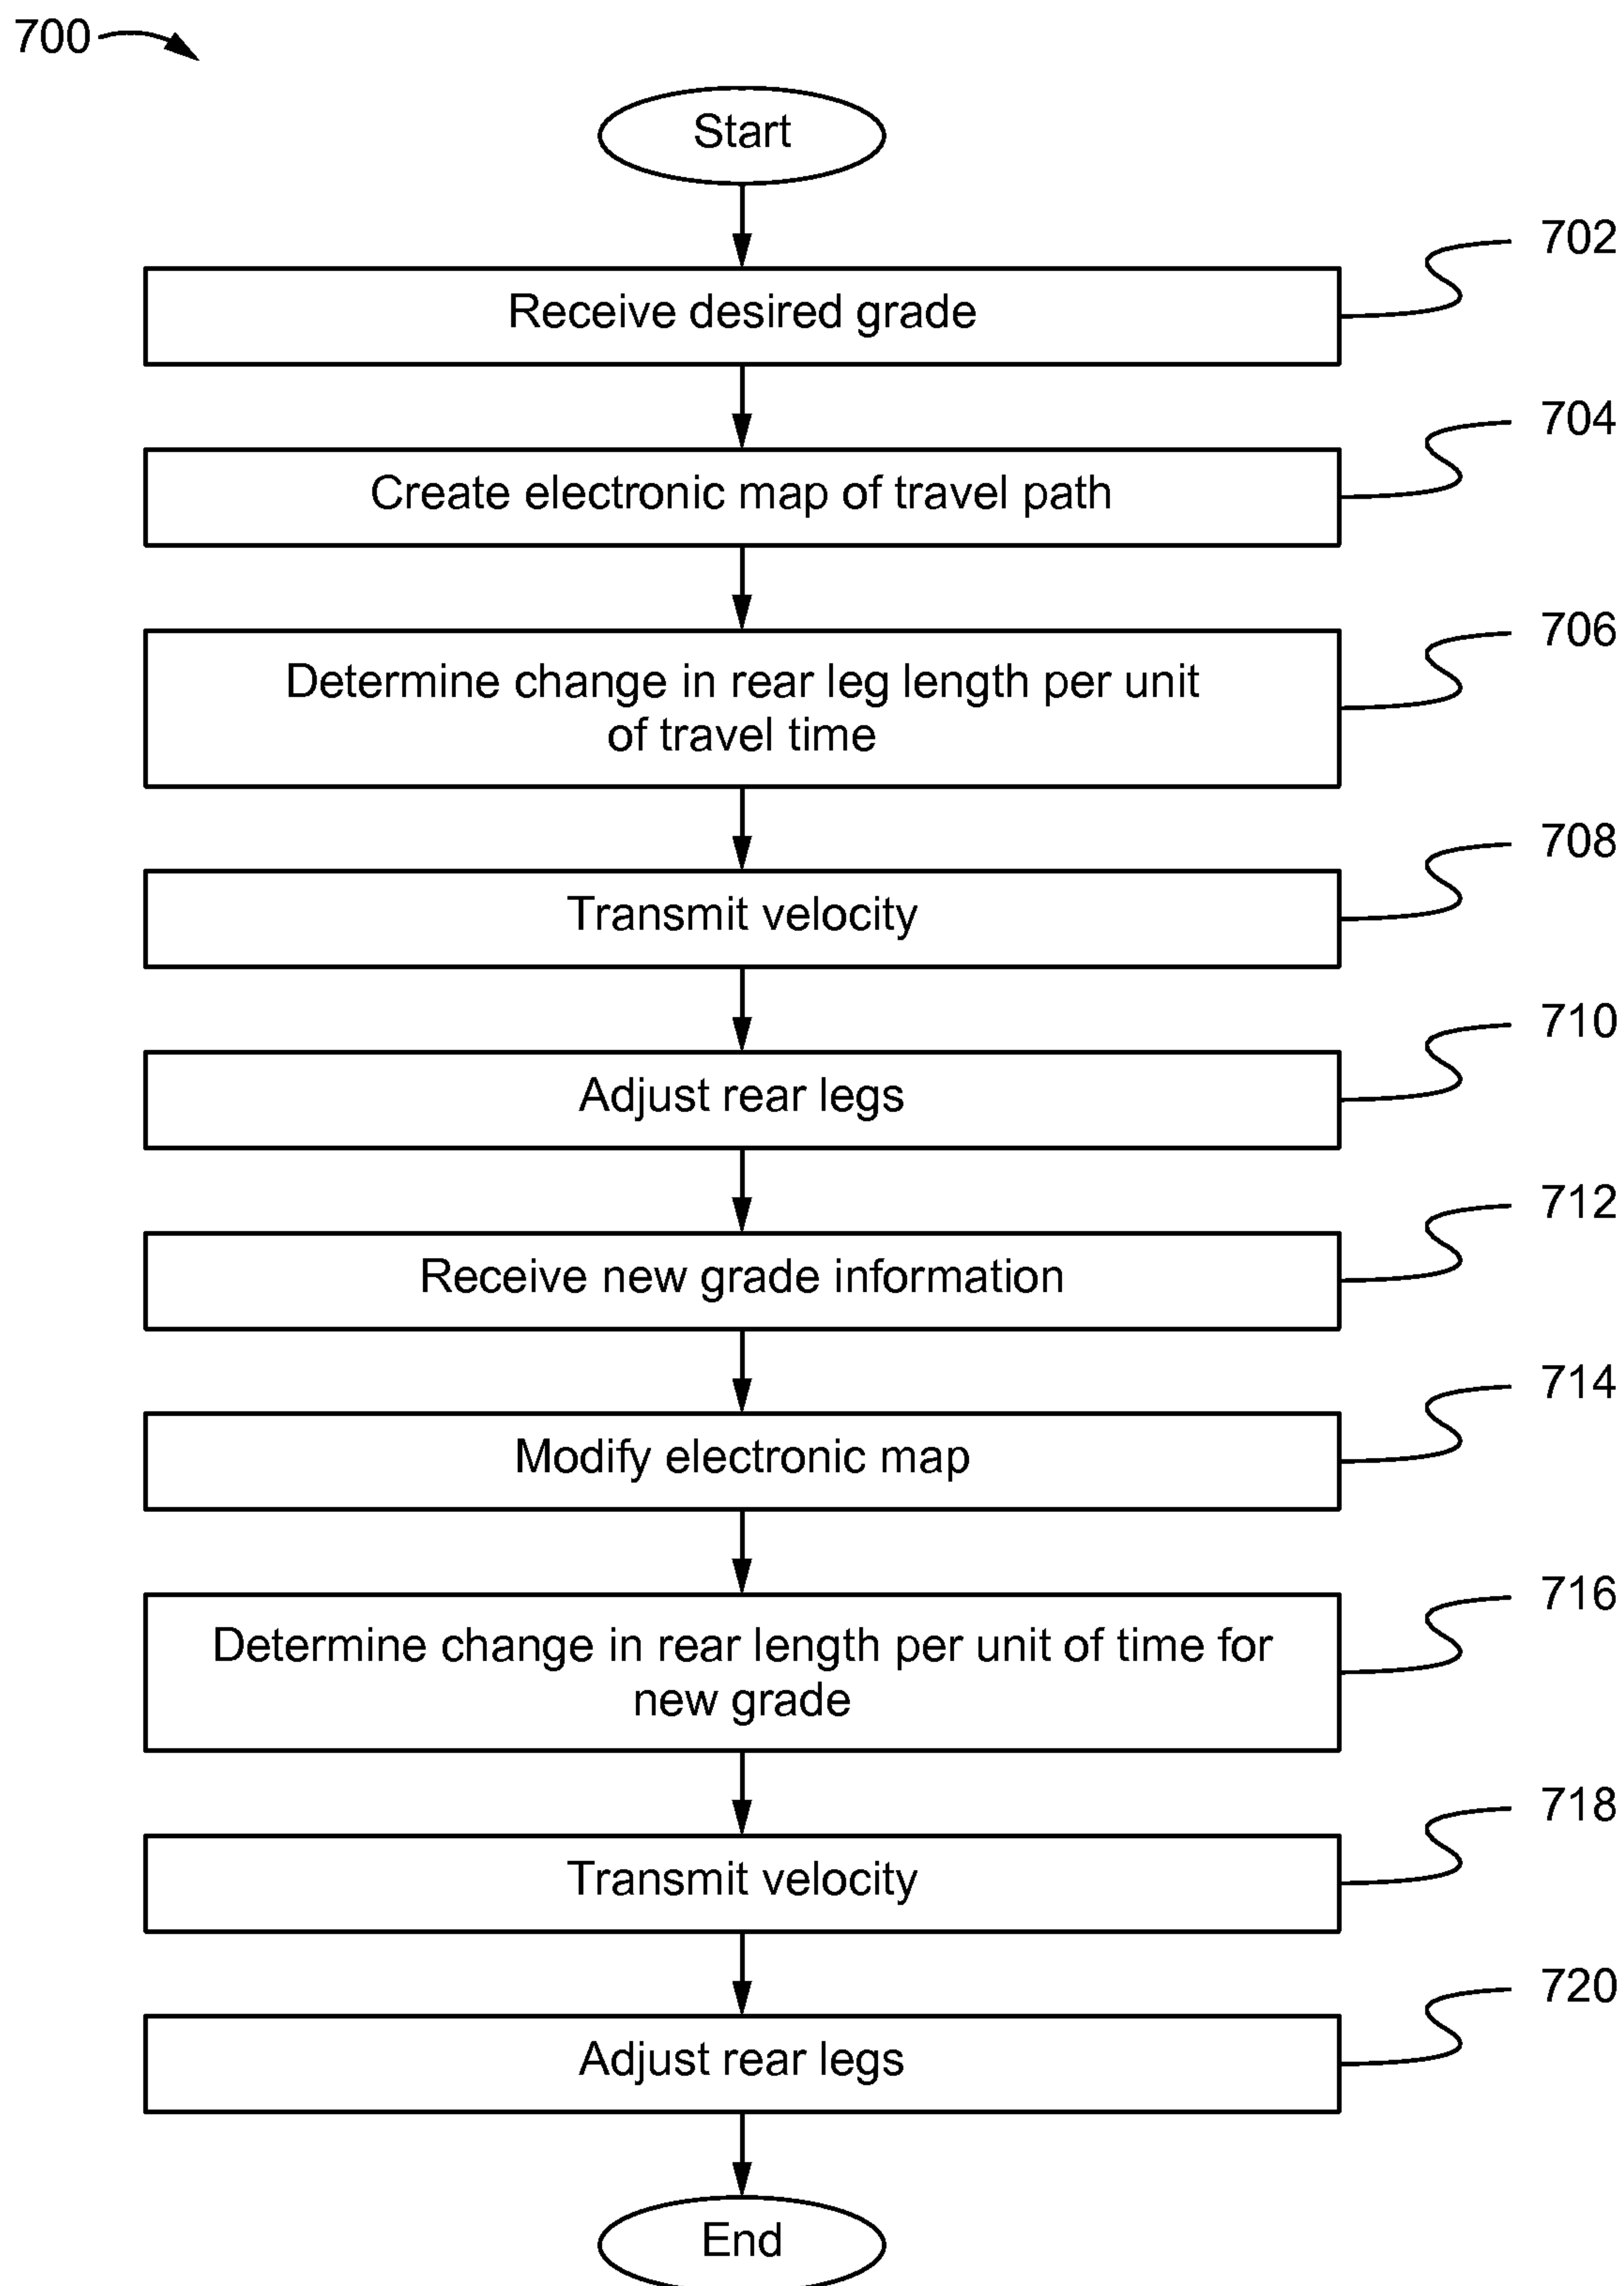 700
Start
702
Receive desired grade
704
Create electronic map of travel path
706
Determine change in rear leg length per unit
of travel time
708
Transmit velocity
710
Adjust rear legs
712
Receive new grade information
714
Modify electronic map
716
Determine change in rear length per unit of time for
new grade
718
Transmit velocity
720
Adjust rear legs
End